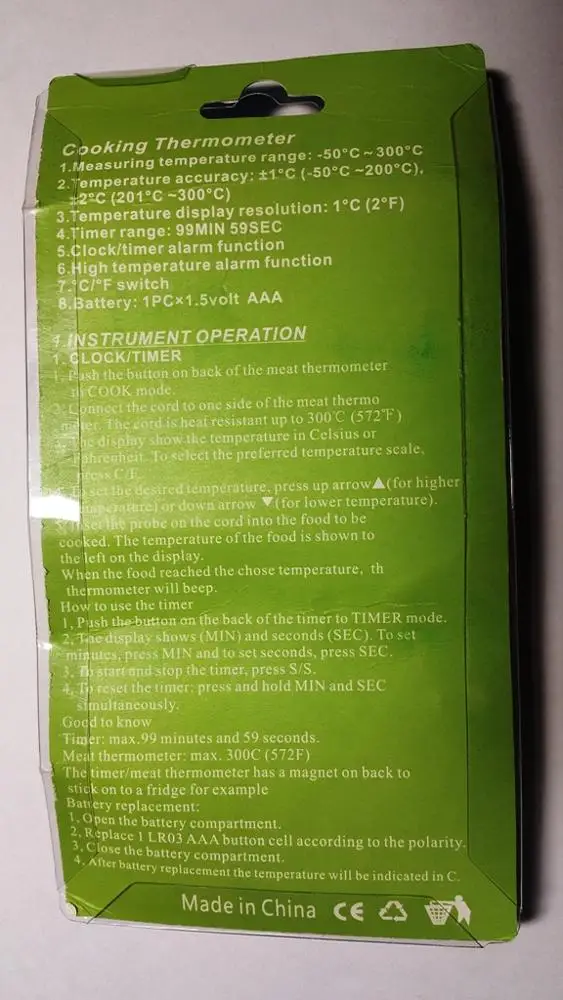 Cooking Thermometer
1.Measuring temperature range: -50°C~300°C
2.Temperature accuracy: ±1°C (-50°C ~200°C),
±2°C (201°C ~300°C)
3.Temperature display resolution: 1°C (2°F)
4.Timer range: 99MIN 59SEC
5.Clock/timer alarm function
6.High temperature alarm function
7.°C/°F switch
8.Battery: 1PC×1.5volt AAA
1.INSTRUMENT OPERATION
1. CLOCK/TIMER
1, Push the button on back of the meat thermometer
to COOK mode.
2, Connect the cord to one side of the meat thermo
meter. The cord is heat resistant up to 300℃ (572℉)
The display show the temperature in Celsius or
Fahrenheit. To select the preferred temperature scale,
press C/F.
To set the desired temperature, press up arrow▲(for higher
temperature) or down arrow ▼(for lower temperature).
Insert the probe on the cord into the food to be
cooked. The temperature of the food is shown to
the left on the display.
When the food reached the chose temperature, th
thermometer will beep.
How to use the timer
1, Push the button on the back of the timer to TIMER mode.
2, The display shows (MIN) and seconds (SEC). To set
minutes, press MIN and to set seconds, press SEC.
3, To start and stop the timer, press S/S.
4, To reset the timer: press and hold MIN and SEC
simultaneously.
Good to know
Timer: max.99 minutes and 59 seconds.
Meat thermometer: max. 300C (572F)
The timer/meat thermometer has a magnet on back to
stick on to a fridge for example
Battery replacement:
1, Open the battery compartment.
2, Replace 1 LR03 AAA button cell according to the polarity.
3, Close the battery compartment.
4, After battery replacement the temperature will be indicated in C.
Made in China CE